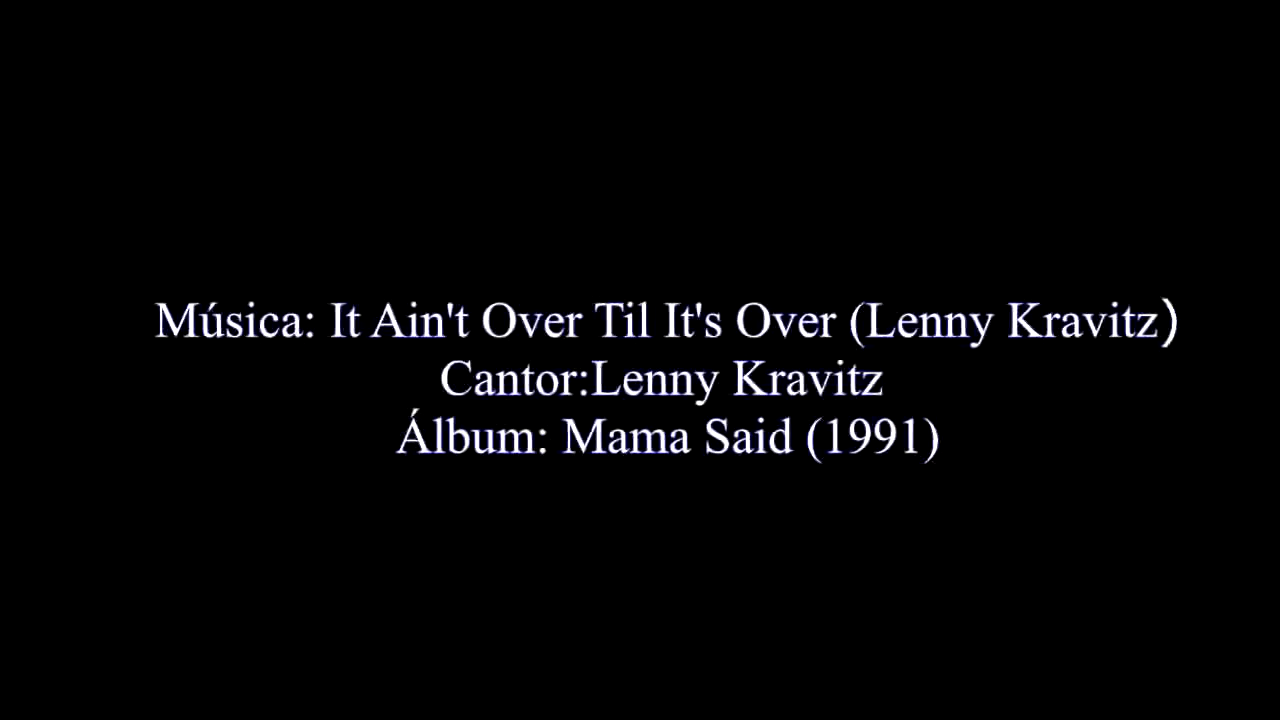 Música: It Ain't Over Til It's Over (Lenny Kravitz)
Cantor:Lenny Kravitz
Álbum: Mama Said (1991)